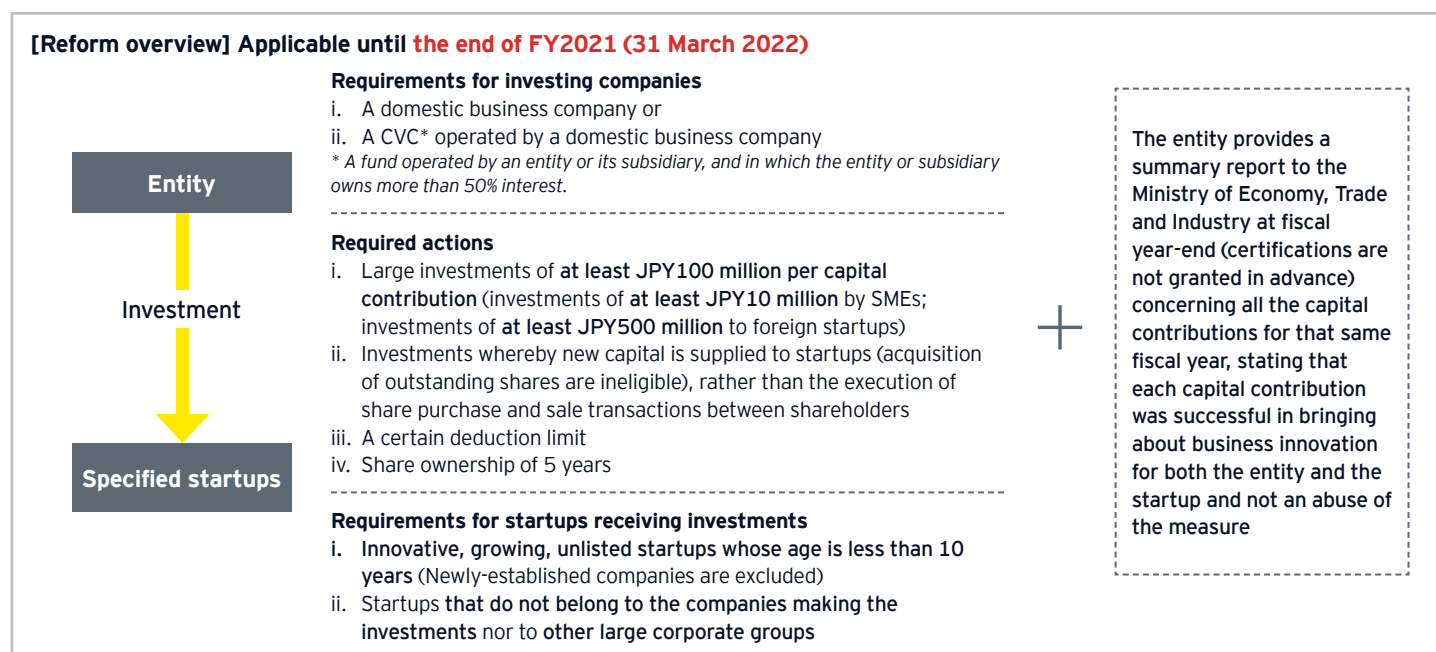 [Reform overview] Applicable until the end of FY2021 (31 March 2022)
Entity
Investment
Specified startups
Requirements for investing companies
i. A domestic business company or
ii. A CVC* operated by a domestic business company
* A fund operated by an entity or its subsidiary, and in which the entity or subsidiary
owns more than 50% interest.
Required actions
i. Large investments of at least JPY100 million per capital
contribution (investments of at least JPY10 million by SMEs;
investments of at least JPY500 million to foreign startups)
ii. Investments whereby new capital is supplied to startups (acquisition
of outstanding shares are ineligible), rather than the execution of
share purchase and sale transactions between shareholders
iii. A certain deduction limit
iv. Share ownership of 5 years
Requirements for startups receiving investments
i. Innovative, growing, unlisted startups whose age is less than 10
years (Newly-established companies are excluded)
ii. Startups that do not belong to the companies making the
investments nor to other large corporate groups
+
The entity provides a
summary report to the
Ministry of Economy, Trade
and Industry at fiscal
year-end (certifications are
not granted in advance)
concerning all the capital
contributions for that same
fiscal year, stating that
each capital contribution
was successful in bringing
about business innovation
for both the entity and the
startup and not an abuse of
the measure